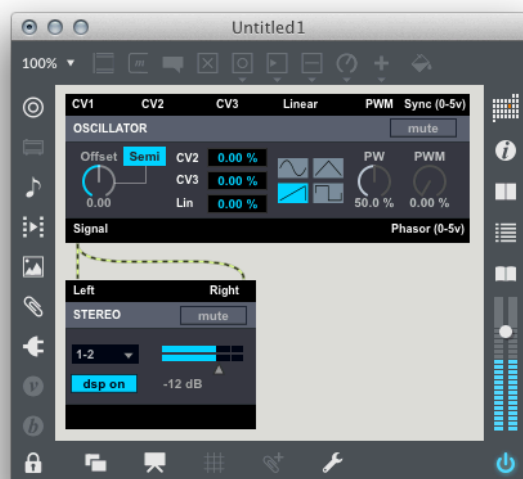 Untitled1
100%
m
CV1 CV2 CV3 Linear PWM Sync (0-5v)
OSCILLATOR mute
Offset Semi CV2 0.00 % PW PWM
CV3 0.00 %
0.00 Lin 0.00 % 50.0 % 0.00 %
Signal Phasor (0-5v)
Left Right
STEREO mute
1-2
dsp on -12 dB
i
v
b